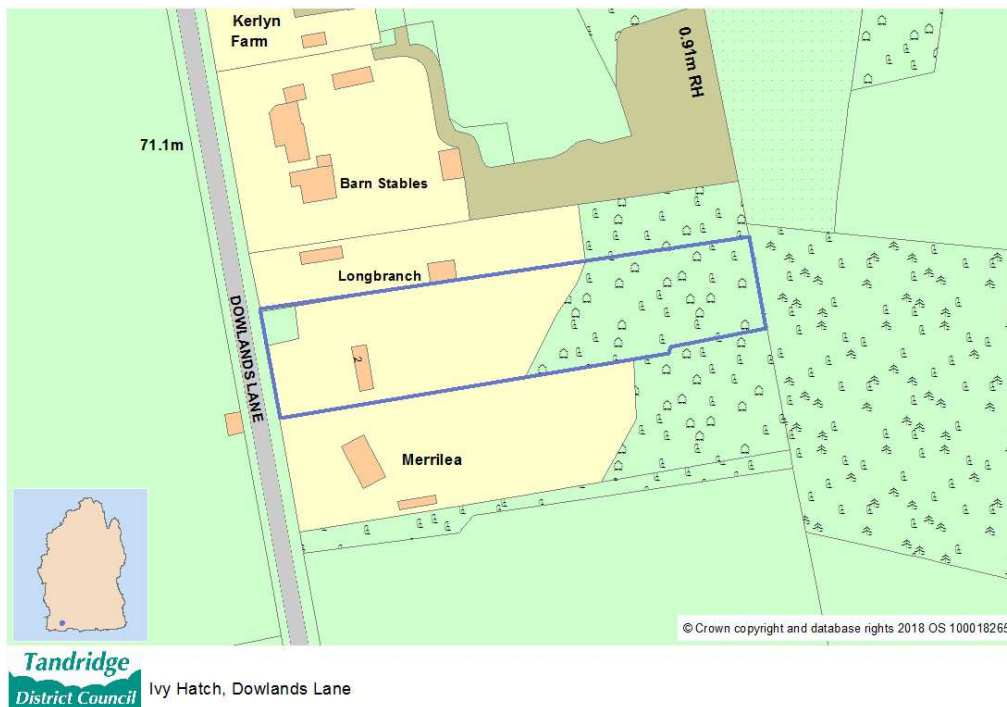 Kerlyn
Farm
0.91m RH
71.1m
Barn Stables
Longbranch
DOWLANDS LANE
2
Merrilea
© Crown copyright and database rights 2018 OS 100018265
Tandridge
District Council
Ivy Hatch, Dowlands Lane